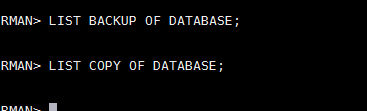 RMAN> LIST BACKUP OF DATABASE;
RMAN> LIST COPY OF DATABASE;
RMAN>